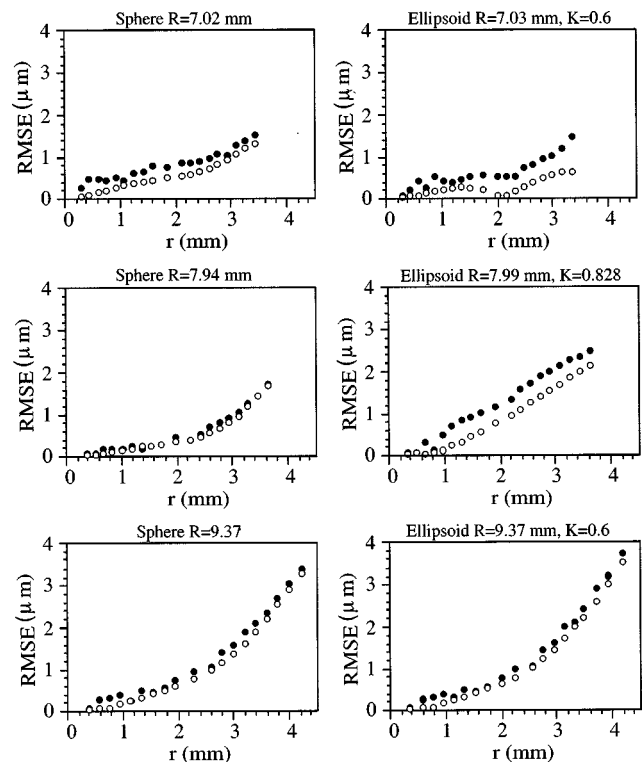 Sphere R=7.02 mm
RMSE (μm)
4
3
2
1
0
0 1 2 3 4
r (mm)
Ellipsoid R=7.03 mm, K=0.6
RMSE (μm)
4
3
2
1
0
0 1 2 3 4
r (mm)
Sphere R=7.94 mm
RMSE (μm)
4
3
2
1
0
0 1 2 3 4
r (mm)
Ellipsoid R=7.99 mm, K=0.828
RMSE (μm)
4
3
2
1
0
0 1 2 3 4
r (mm)
Sphere R=9.37
RMSE (μm)
4
3
2
1
0
0 1 2 3 4
r (mm)
Ellipsoid R=9.37 mm, K=0.6
RMSE (μm)
4
3
2
1
0
0 1 2 3 4
r (mm)